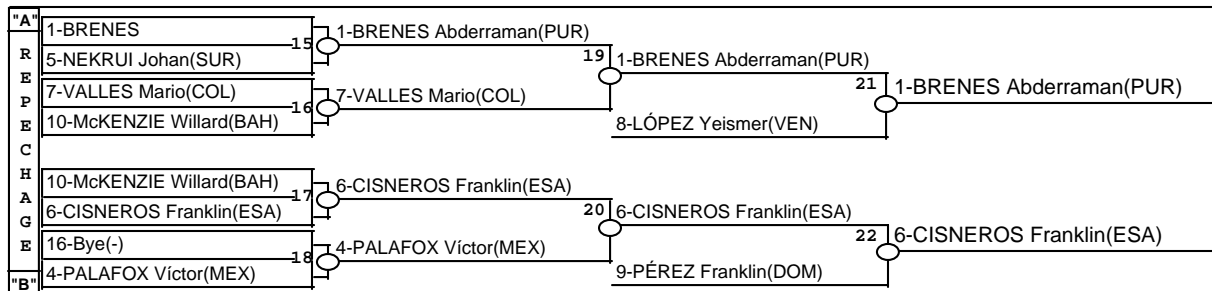 "A"
REPECHAGE
"B"
1-BRENES
5-NEKRUI Johan(SUR)
7-VALLES Mario(COL)
10-McKENZIE Willard(BAH)
10-McKENZIE Willard(BAH)
6-CISNEROS Franklin(ESA)
16-Bye(-)
4-PALAFOX Víctor(MEX)
15
16
17
18
1-BRENES Abderraman(PUR)
7-VALLES Mario(COL)
6-CISNEROS Franklin(ESA)
4-PALAFOX Víctor(MEX)
19
20
1-BRENES Abderraman(PUR)
8-LÓPEZ Yeismer(VEN)
6-CISNEROS Franklin(ESA)
9-PÉREZ Franklin(DOM)
21
22
1-BRENES Abderraman(PUR)
6-CISNEROS Franklin(ESA)